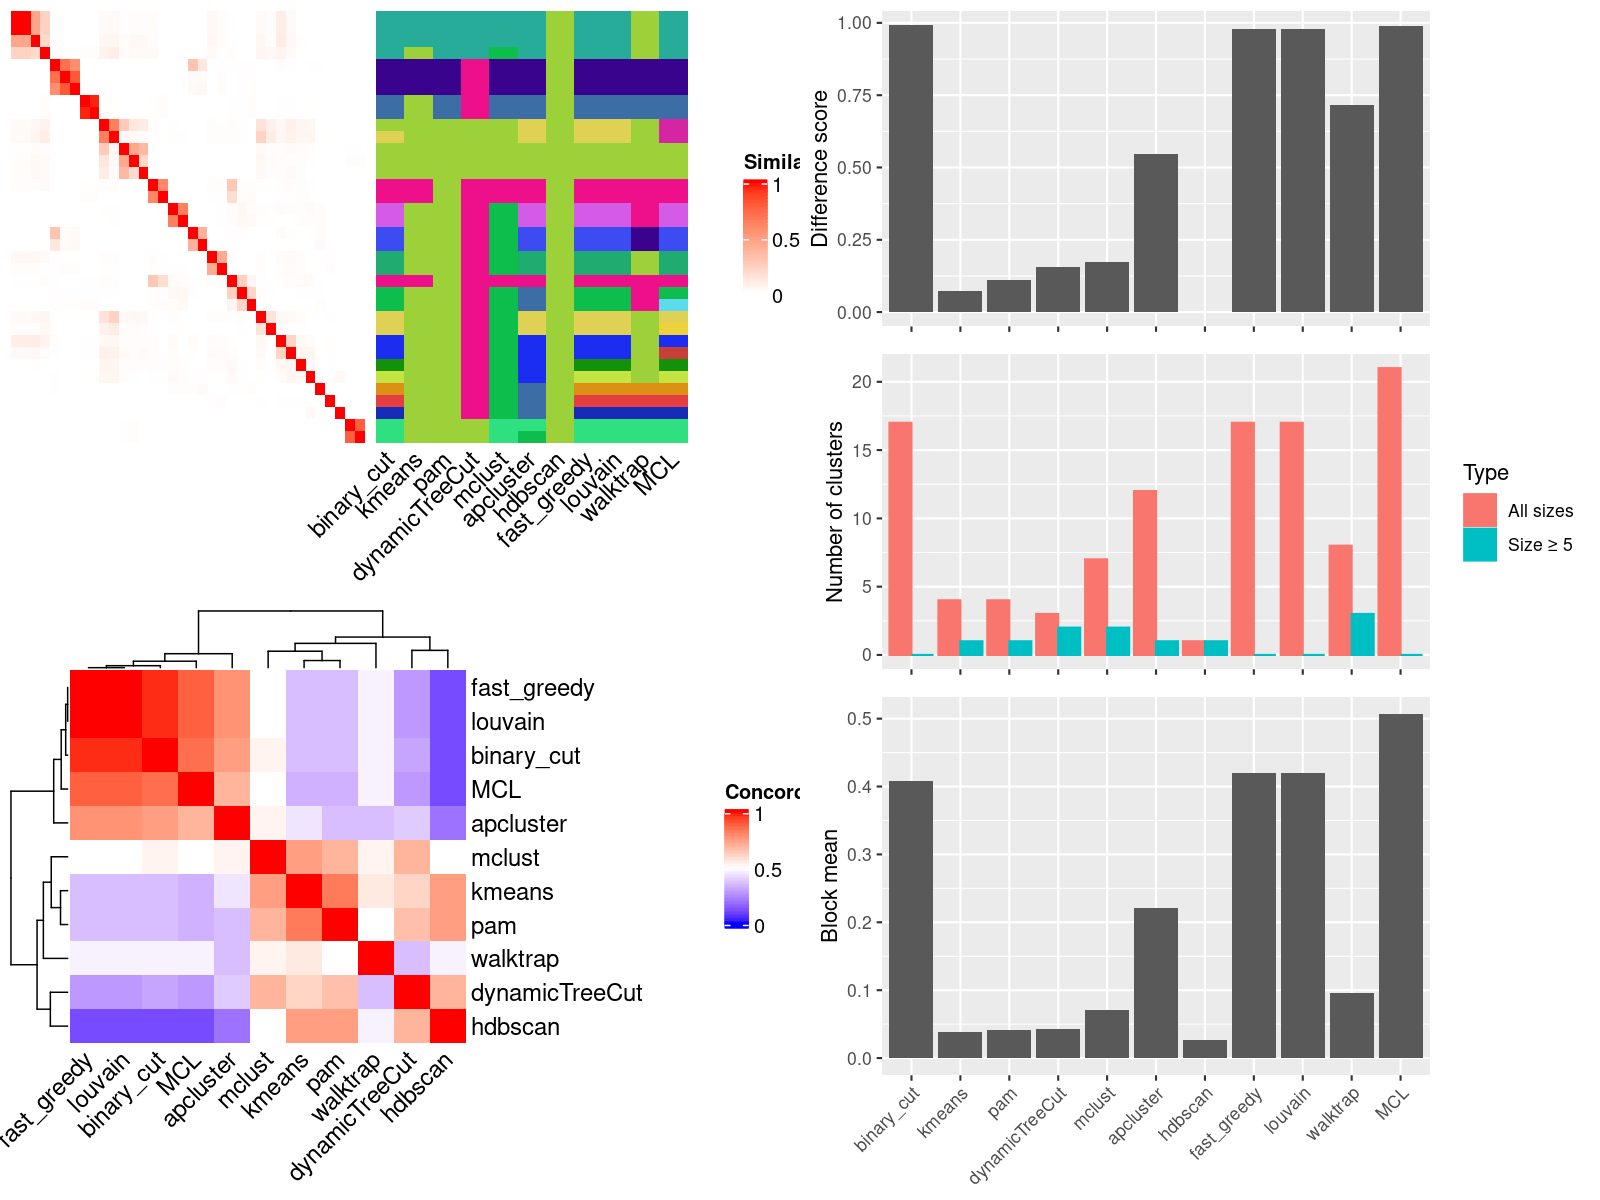 Simila
1
0.5
0
binary_cut
kmeans
pam
dynamicTreeCut
mclust
apcluster
hdbscan
fast_greedy
louvain
walktrap
MCL
fast_greedy
louvain
binary_cut
MCL
apcluster
mclust
kmeans
pam
walktrap
dynamicTreeCut
hdbscan
Concord
1
0.5
0
fast_greedy
louvain
binary_cut
MCL
apcluster
mclust
kmeans
pam
walktrap
dynamicTreeCut
hdbscan
Difference score
1.00
0.75
0.50
0.25
0.00
Number of clusters
20
15
10
5
0
Type
All sizes
Size ≥ 5
Block mean
0.5
0.4
0.3
0.2
0.1
0.0
binary_cut
kmeans
pam
dynamicTreeCut
mclust
apcluster
hdbscan
fast_greedy
louvain
walktrap
MCL